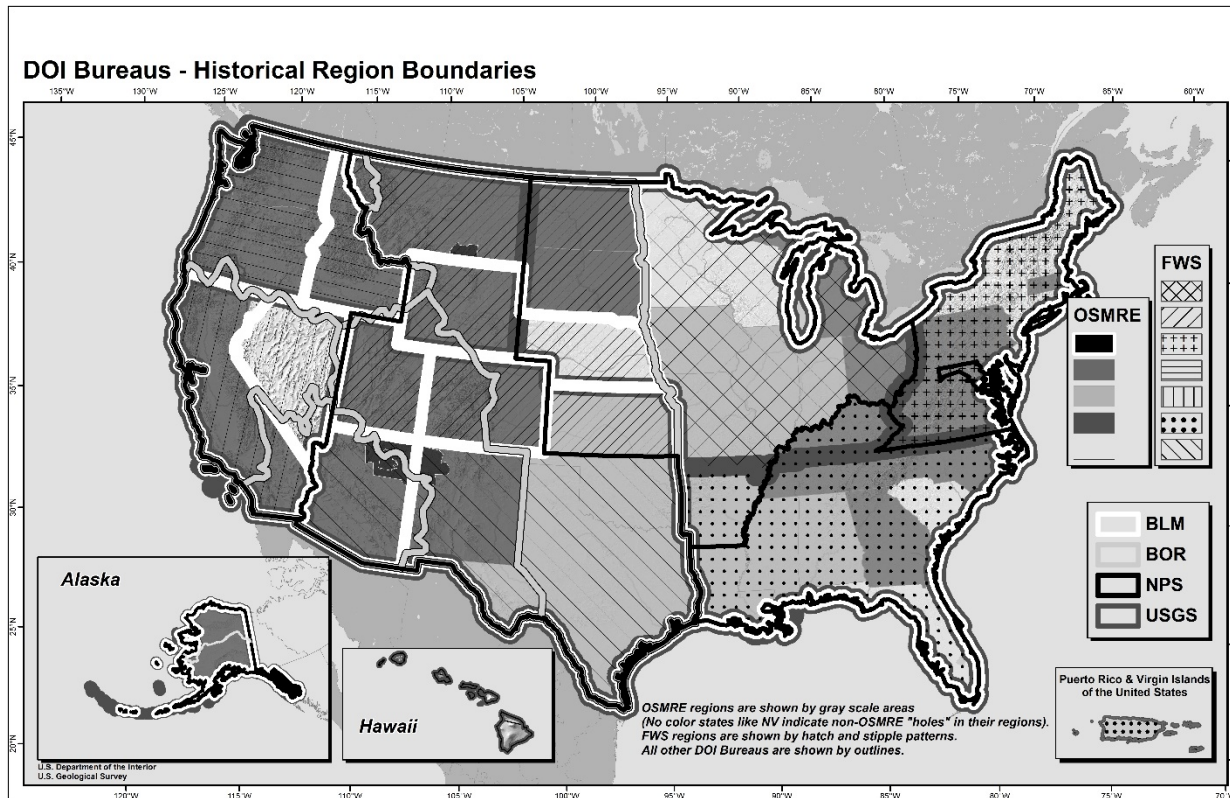 DOI Bureaus - Historical Region Boundaries
135°W 130°W 125°W 120°W 115°W 110°W 105°W 100°W 95°W 90°W 85°W 80°W 75°W 70°W 65°W 60°W
45°N
40°N
35°N
30°N
25°N
20°N
FWS
OSMRE
BLM
BOR
NPS
USGS
Alaska
Hawaii
Puerto Rico & Virgin Islands
of the United States
OSMRE regions are shown by gray scale areas
(No color states like NV indicate non-OSMRE "holes" in their regions).
FWS regions are shown by hatch and stipple patterns.
All other DOI Bureaus are shown by outlines.
U.S. Department of the Interior
U.S. Geological Survey
120°W 115°W 110°W 105°W 100°W 95°W 90°W 85°W 80°W 75°W